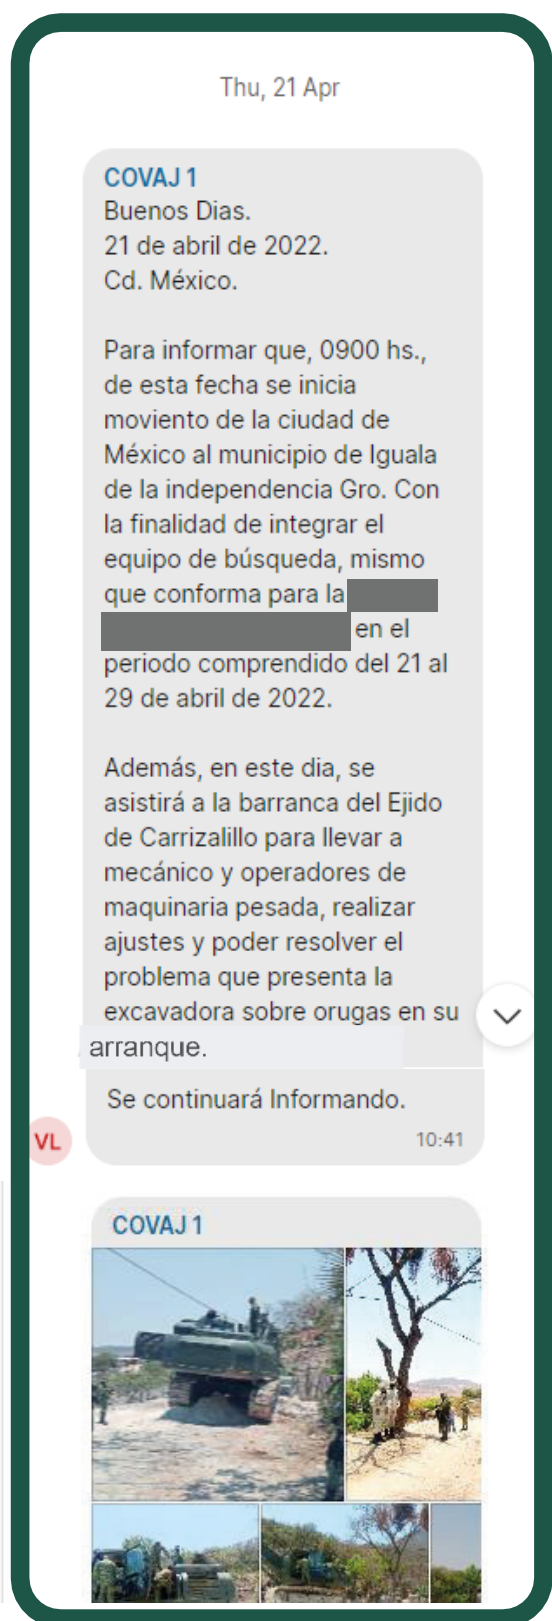 Thu, 21 Apr
COVAJ 1
Buenos Dias.
21 de abril de 2022.
Cd. México.
Para informar que, 0900 hs.,
de esta fecha se inicia
moviento de la ciudad de
México al municipio de Iguala
de la independencia Gro. Con
la finalidad de integrar el
equipo de búsqueda, mismo
que conforma para la
en el
periodo comprendido del 21 al
29 de abril de 2022.
Además, en este dia, se
asistirá a la barranca del Ejido
de Carrizalillo para llevar a
mecánico y operadores de
maquinaria pesada, realizar
ajustes y poder resolver el
problema que presenta la
excavadora sobre orugas en su
arranque.
Se continuará Informando.
VL
10:41
COVAJ 1